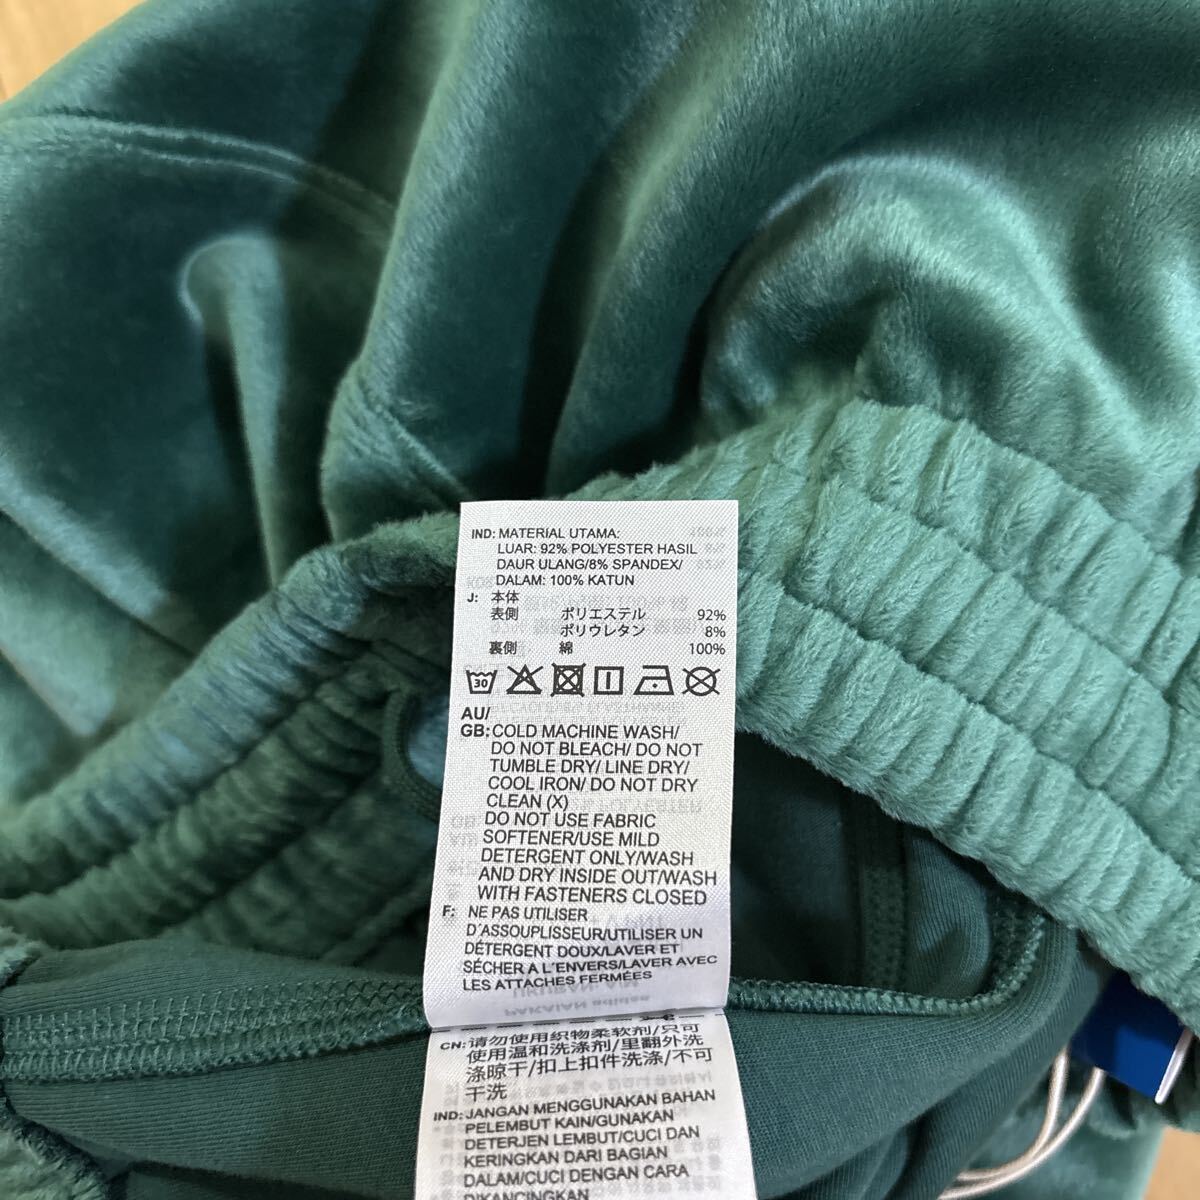 IND: MATERIAL UTAMA:
LUAR: 92% POLYESTER HASIL
DAUR ULANG/8% SPANDEX/
DALAM: 100% KATUN
J: 本体
表側 ポリエステル 92%
ポリウレタン 8%
裏側 綿 100%
30
AU/
GB: COLD MACHINE WASH/
DO NOT BLEACH/ DO NOT
TUMBLE DRY/ LINE DRY/
COOL IRON/ DO NOT DRY
CLEAN (X)
DO NOT USE FABRIC
SOFTENER/USE MILD
DETERGENT ONLY/WASH
AND DRY INSIDE OUT/WASH
WITH FASTENERS CLOSED
F: NE PAS UTILISER
D´ASSOUPLISSEUR/UTILISER UN
DÉTERGENT DOUX/LAVER ET
SÉCHER A L´ENVERS/LAVER AVEC
LES ATTACHES FERMÉES
CN: 请勿使用织物柔软剂/只可
使用温和洗涤剂/里翻外洗
涤晾干/扣上扣件洗涤/不可
干洗
IND: JANGAN MENGGUNAKAN BAHAN
PELEMBUT KAIN/GUNAKAN
DETERJEN LEMBUT/CUCI DAN
KERINGKAN DARI BAGIAN
DALAM/CUCI DENGAN CARA
DIKANCINGKAN